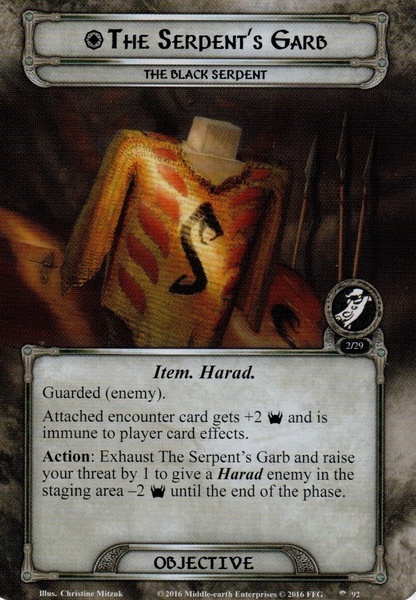 The Serpent's Garb
The Black Serpent
2/29
Item. Harad.
Guarded (enemy).
Attached encounter card gets +2 and is
immune to player card effects.
Action: Exhaust The Serpent's Garb and raise
your threat by 1 to give a Harad enemy in the
staging area −2 until the end of the phase.
OBJECTIVE
Illus. Christine Mitzuk ©2016 Middle-earth Enterprises © 2016 FFG 92